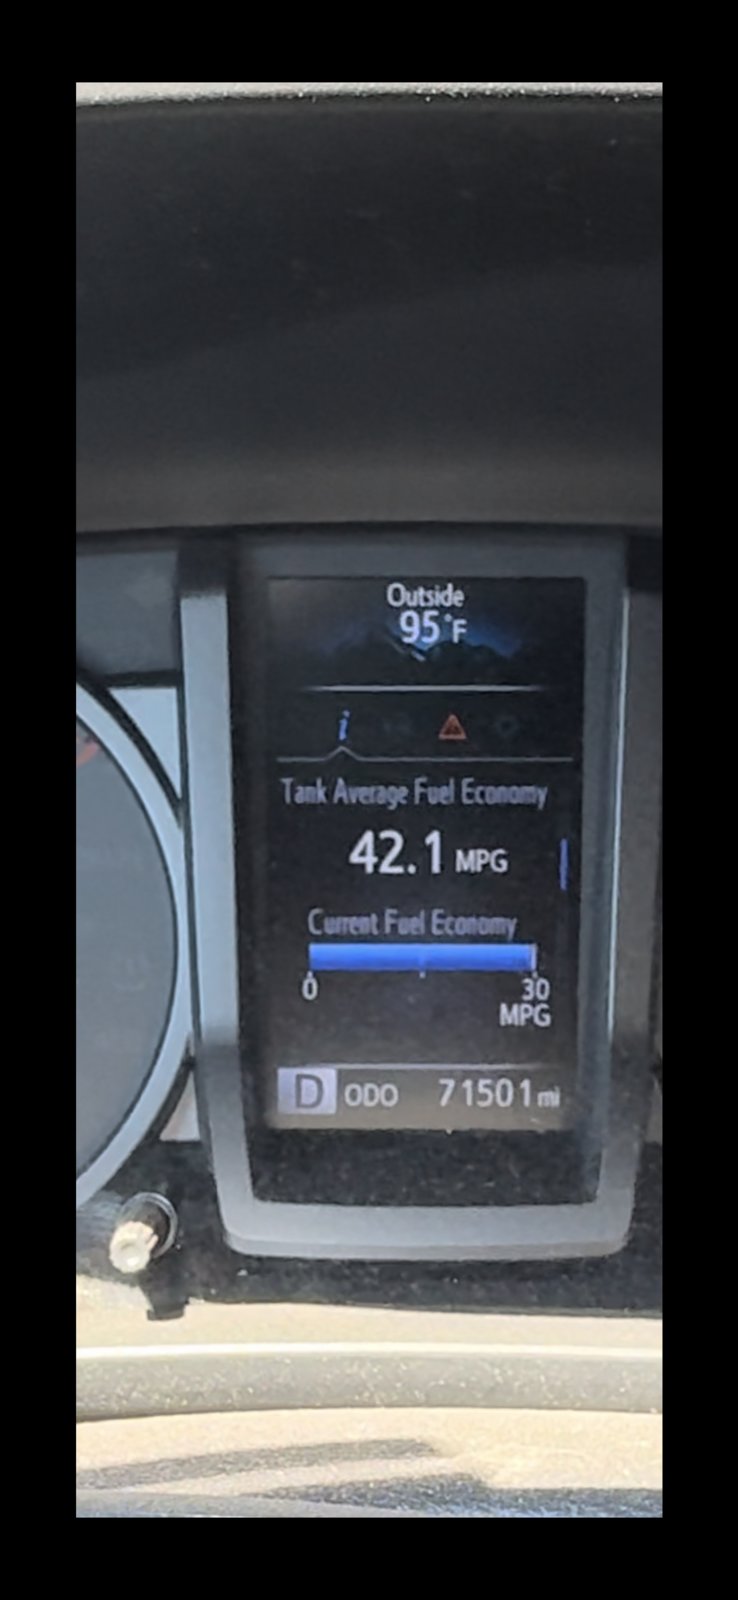 Outside
95°F
i
Tank Average Fuel Economy
42.1 MPG
Current Fuel Economy
0 30
MPG
D ODO 71501 mi